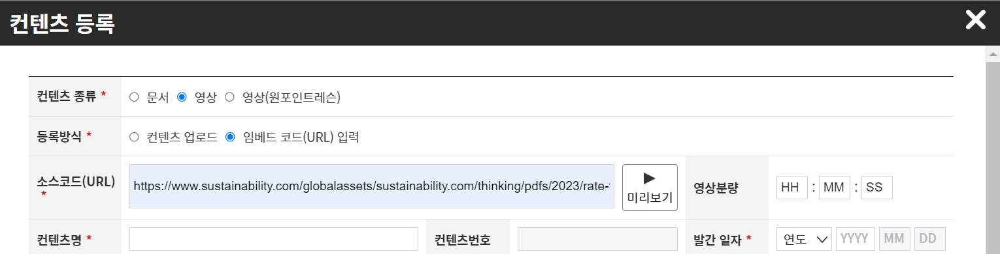 컨텐츠 등록
컨텐츠 종류 * 문서 영상 영상(원포인트레슨)
등록방식 * 컨텐츠 업로드 임베드 코드(URL) 입력
소스코드(URL) * https://www.sustainability.com/globalassets/sustainability.com/thinking/pdfs/2023/rate- 미리보기 영상분량 HH : MM : SS
컨텐츠명 * 컨텐츠번호 발간 일자 * 연도 YYYY MM DD